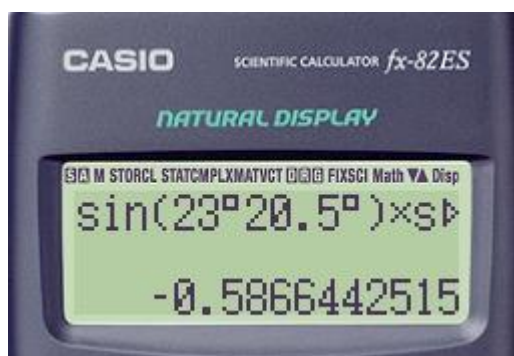 CASIO SCIENTIFIC CALCULATOR fx-82ES
NATURAL DISPLAY
S A M STO RCL STAT CMPLX MAT VCT D R G FIX SCI Math ▼▲ Disp
sin(23°20.5°)×s▷
-0.5866442515